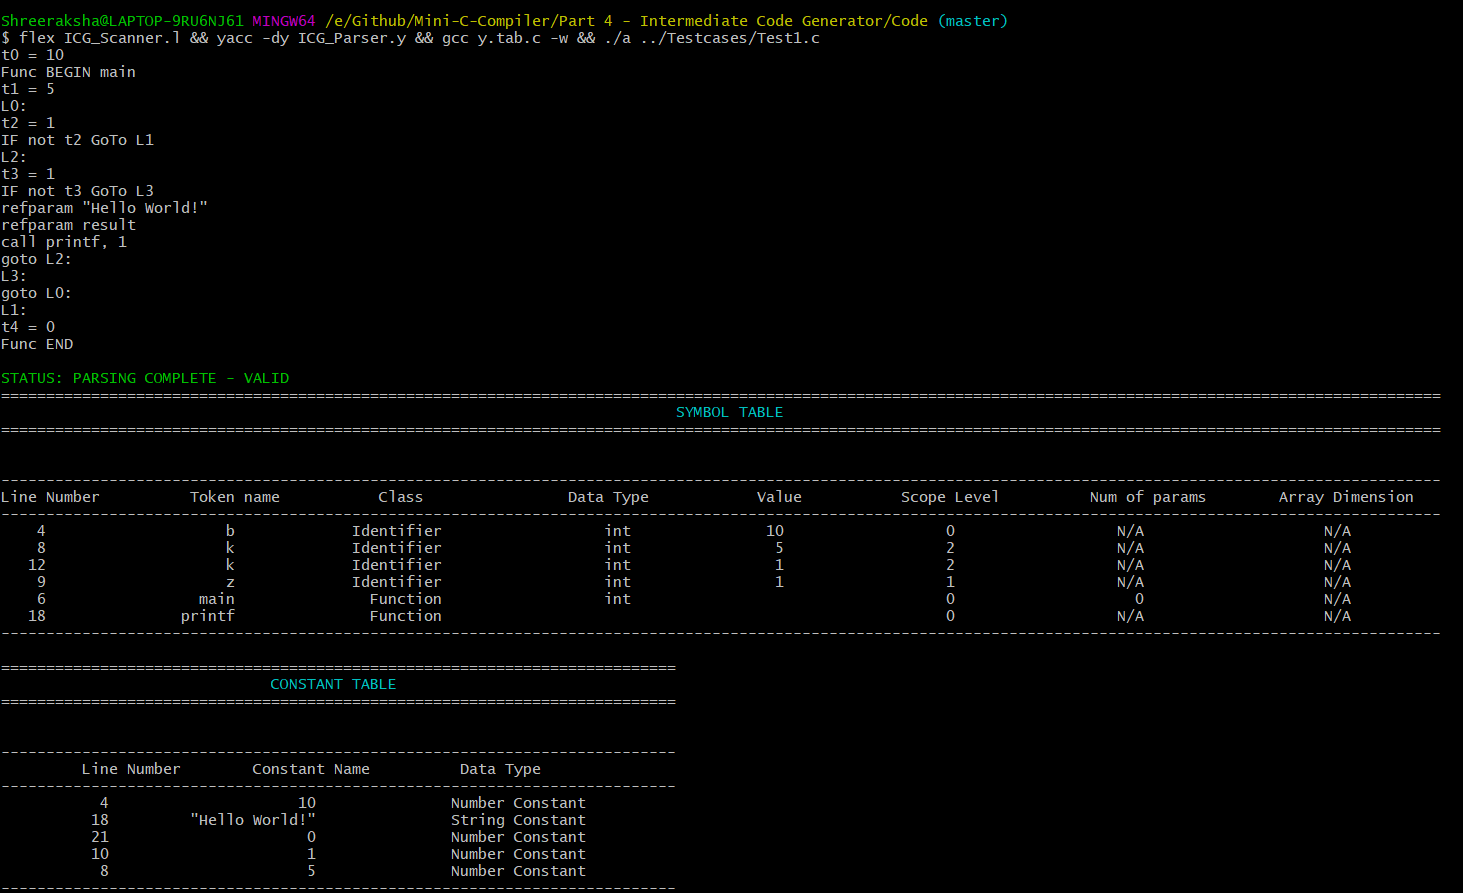 Shreeraksha@LAPTOP-9RU6NJ61 MINGW64 /e/Github/Mini-C-Compiler/Part 4 - Intermediate Code Generator/Code (master)
$ flex ICG_Scanner.l && yacc -dy ICG_Parser.y && gcc y.tab.c -w && ./a ../Testcases/Test1.c
t0 = 10
Func BEGIN main
t1 = 5
L0:
t2 = 1
IF not t2 GoTo L1
L2:
t3 = 1
IF not t3 GoTo L3
refparam "Hello World!"
refparam result
call printf, 1
goto L2:
L3:
goto L0:
L1:
t4 = 0
Func END
STATUS: PARSING COMPLETE - VALID
================================================================================================================================================================
SYMBOL TABLE
================================================================================================================================================================
----------------------------------------------------------------------------------------------------------------------------------------------------------------
Line Number Token name Class Data Type Value Scope Level Num of params Array Dimension
----------------------------------------------------------------------------------------------------------------------------------------------------------------
4 b Identifier int 10 0 N/A N/A
8 k Identifier int 5 2 N/A N/A
12 k Identifier int 1 2 N/A N/A
9 z Identifier int 1 1 N/A N/A
6 main Function int 0 0 N/A
18 printf Function 0 N/A N/A
----------------------------------------------------------------------------------------------------------------------------------------------------------------
===========================================================================
CONSTANT TABLE
===========================================================================
---------------------------------------------------------------------------
Line Number Constant Name Data Type
---------------------------------------------------------------------------
4 10 Number Constant
18 "Hello World!" String Constant
21 0 Number Constant
10 1 Number Constant
8 5 Number Constant
---------------------------------------------------------------------------